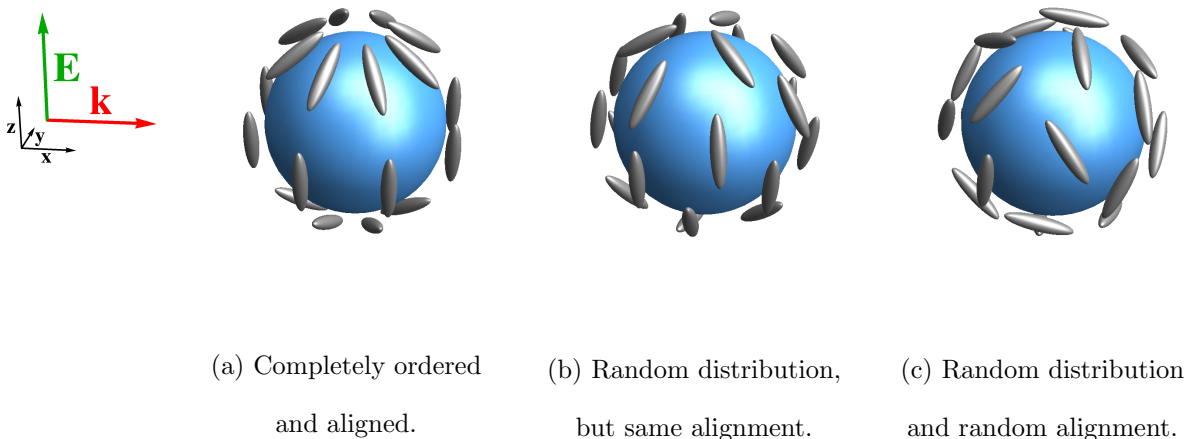 E
k
z
y
x
(a) Completely ordered
and aligned.
(b) Random distribution,
but same alignment.
(c) Random distribution
and random alignment.